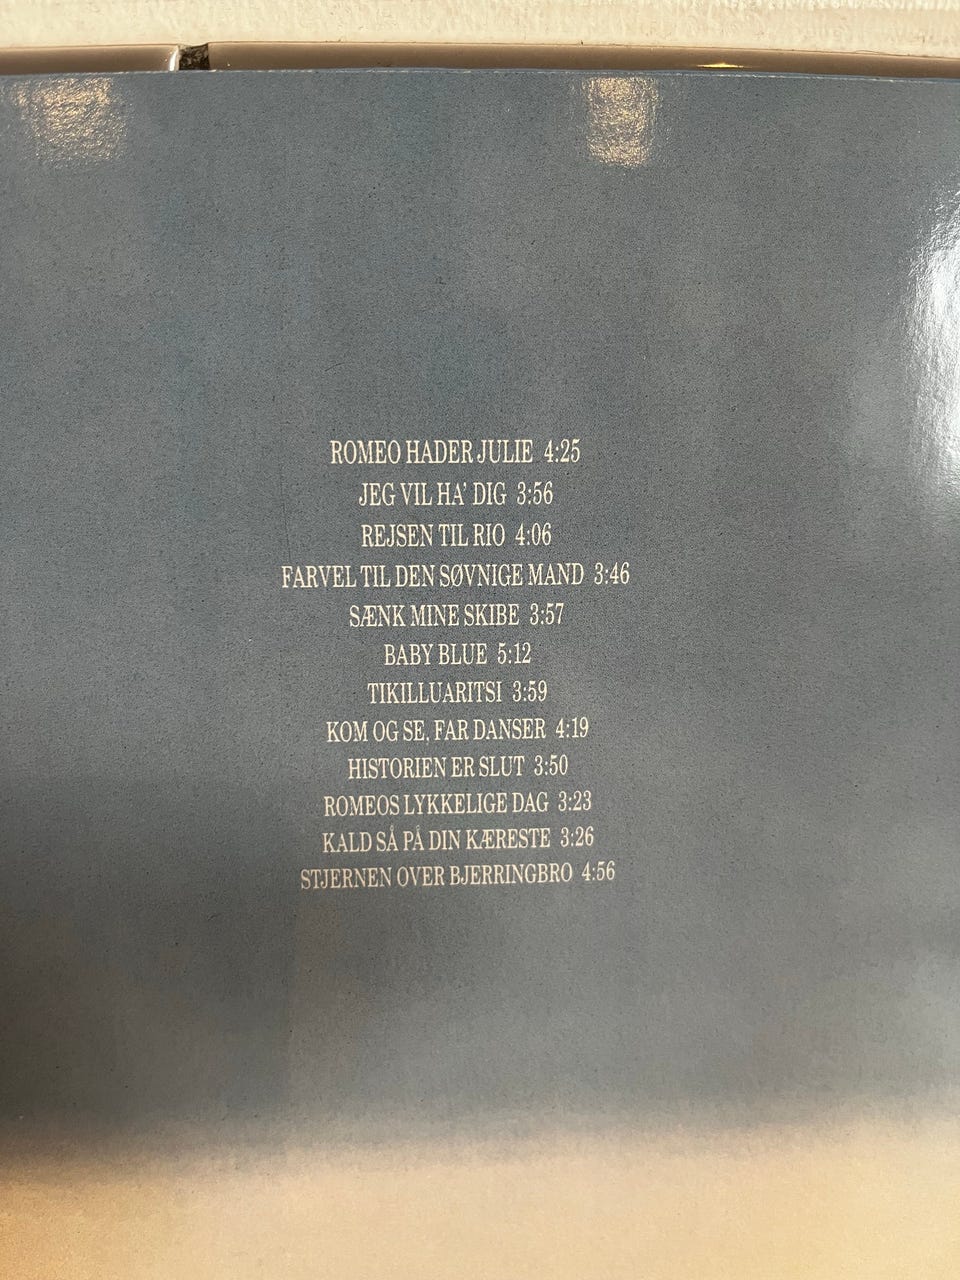 ROMEO HADER JULIE 4:25
JEG VIL HA' DIG 3:56
REJSEN TIL RIO 4:06
FARVEL TIL DEN SØVNIGE MAND 3:46
SÆNK MINE SKIBE 3:57
BABY BLUE 5:12
TIKILLUARITSI 3:59
KOM OG SE, FAR DANSER 4:19
HISTORIEN ER SLUT 3:50
ROMEOS LYKKELIGE DAG 3:23
KALD SÅ PÅ DIN KÆRESTE 3:26
STJERNEN OVER BJERRINGBRO 4:56